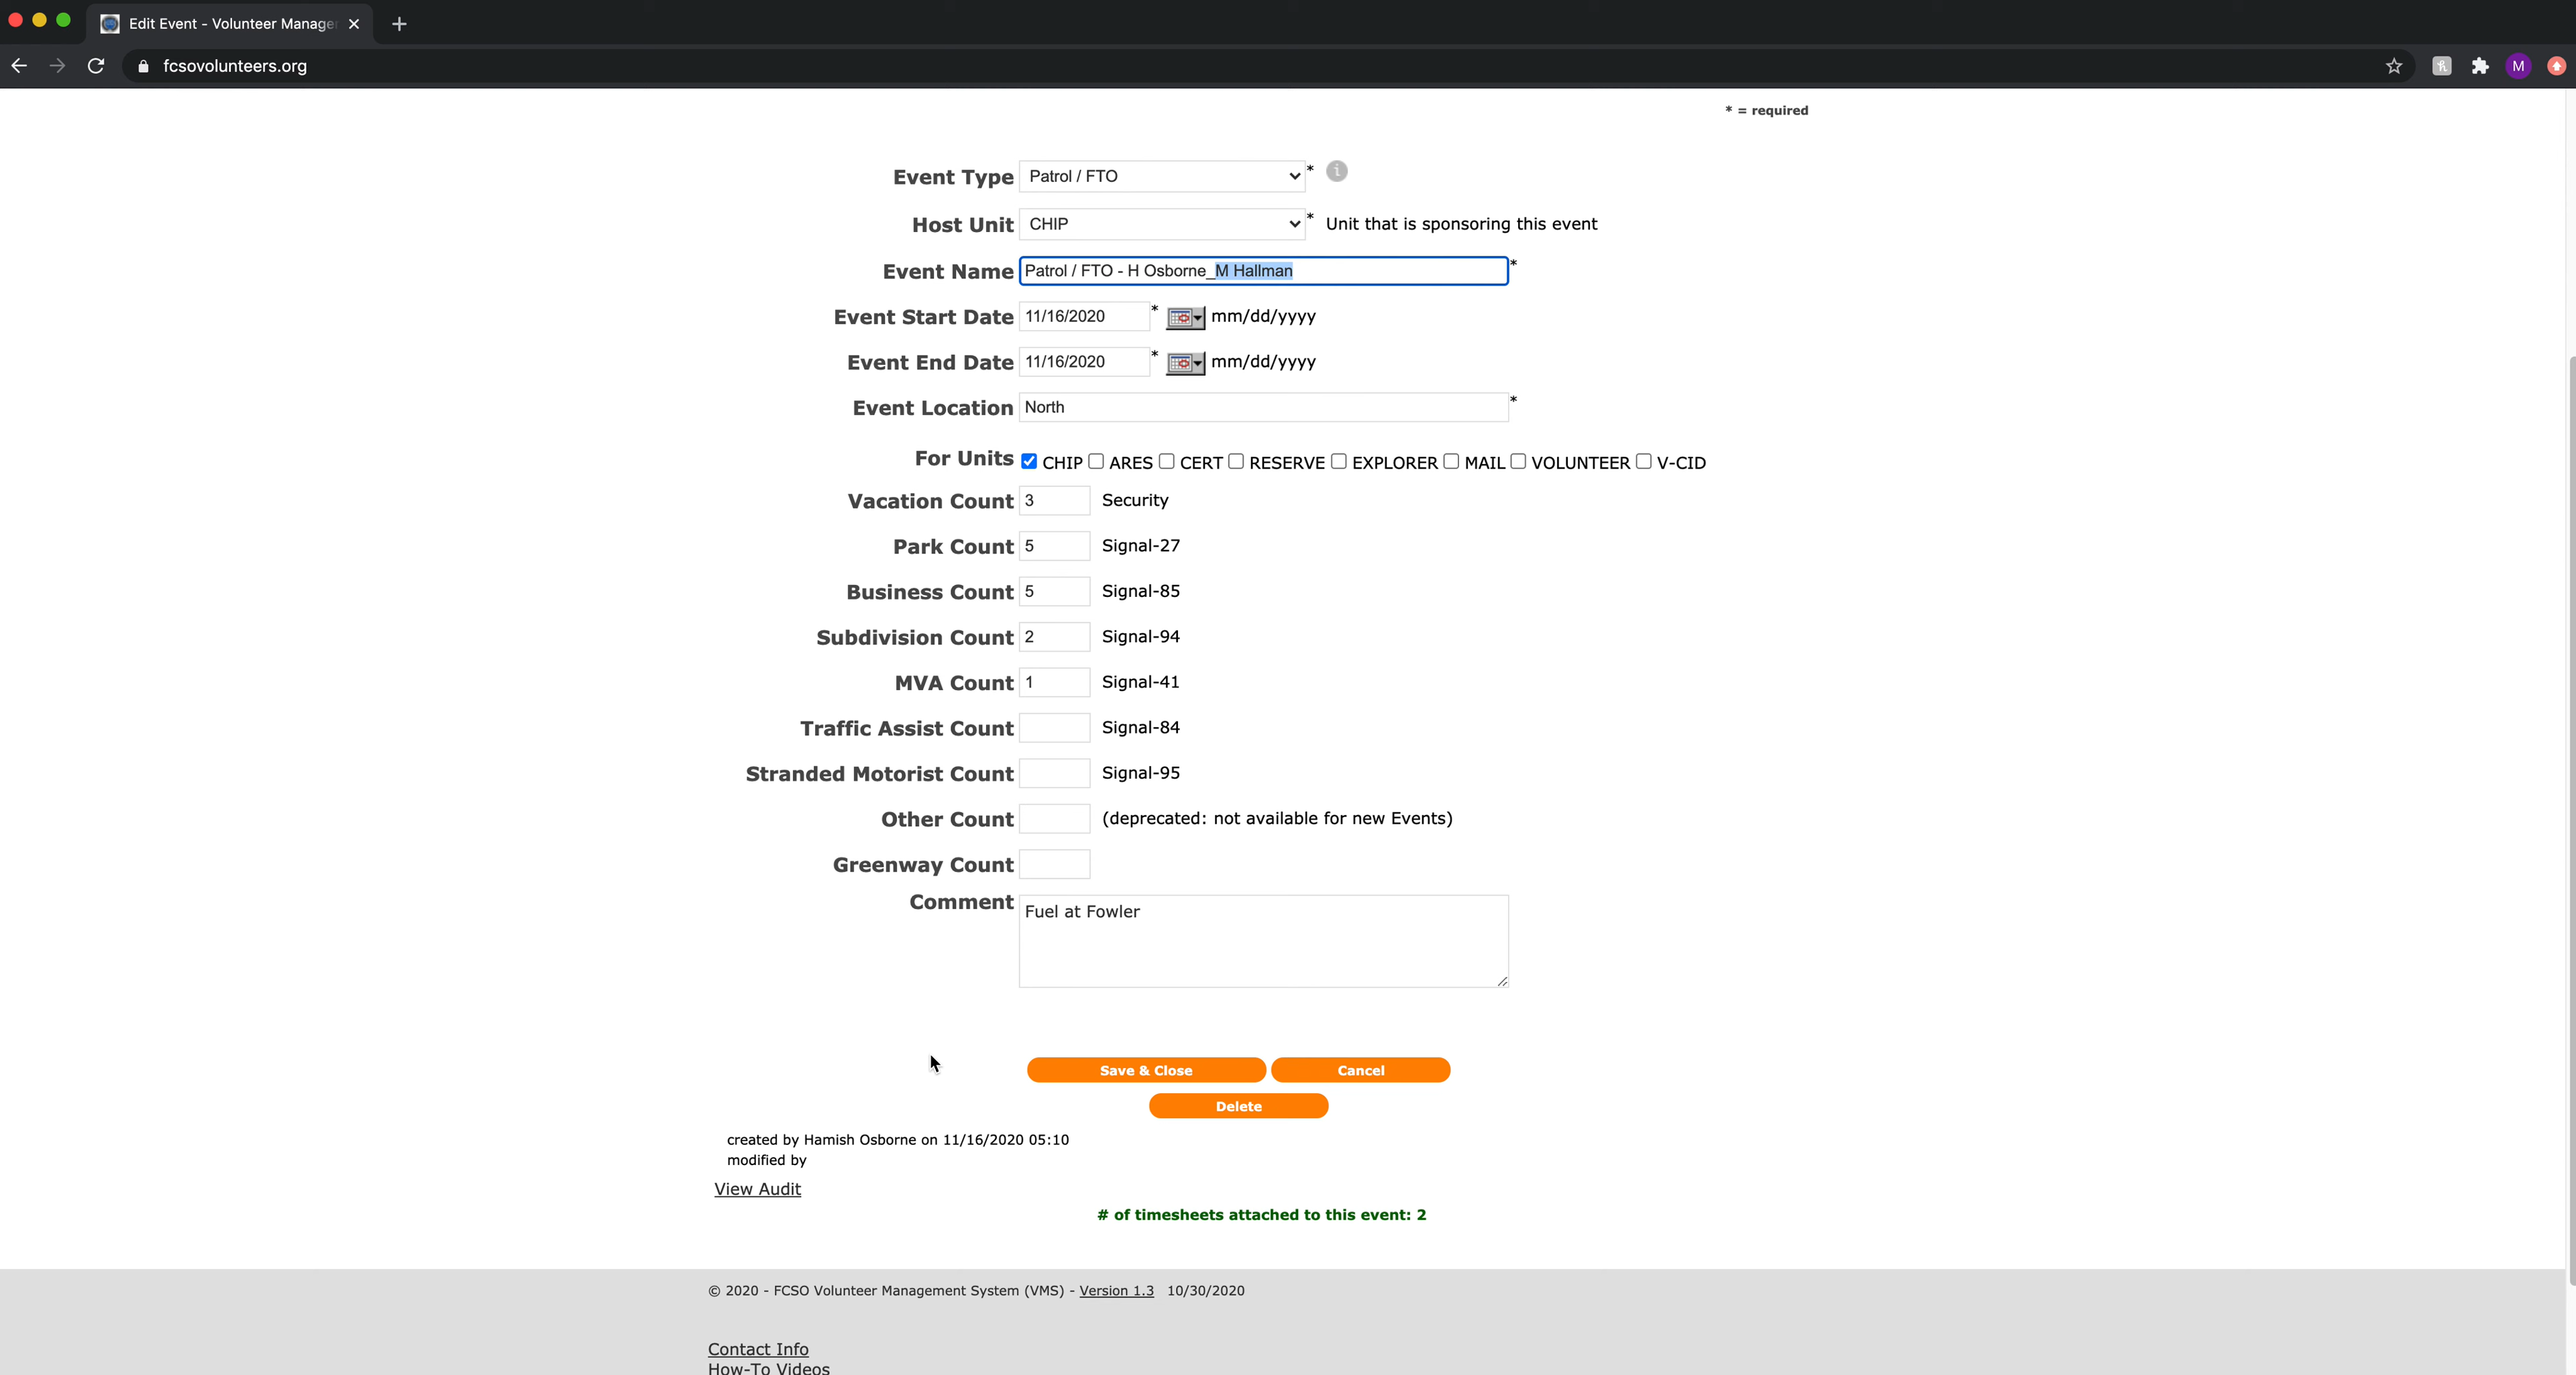 Edit Event - Volunteer Manage
fcsovolunteers.org
M
* = required
Event Type Patrol / FTO * i
Host Unit CHIP * Unit that is sponsoring this event
Event Name Patrol / FTO - H Osborne_M Hallman *
Event Start Date 11/16/2020 * mm/dd/yyyy
Event End Date 11/16/2020 * mm/dd/yyyy
Event Location North *
For Units CHIP ARES CERT RESERVE EXPLORER MAIL VOLUNTEER V-CID
Vacation Count 3 Security
Park Count 5 Signal-27
Business Count 5 Signal-85
Subdivision Count 2 Signal-94
MVA Count 1 Signal-41
Traffic Assist Count Signal-84
Stranded Motorist Count Signal-95
Other Count (deprecated: not available for new Events)
Greenway Count
Comment Fuel at Fowler
Save & Close Cancel
Delete
created by Hamish Osborne on 11/16/2020 05:10
modified by
View Audit
# of timesheets attached to this event: 2
© 2020 - FCSO Volunteer Management System (VMS) - Version 1.3 10/30/2020
Contact Info
How-To Videos